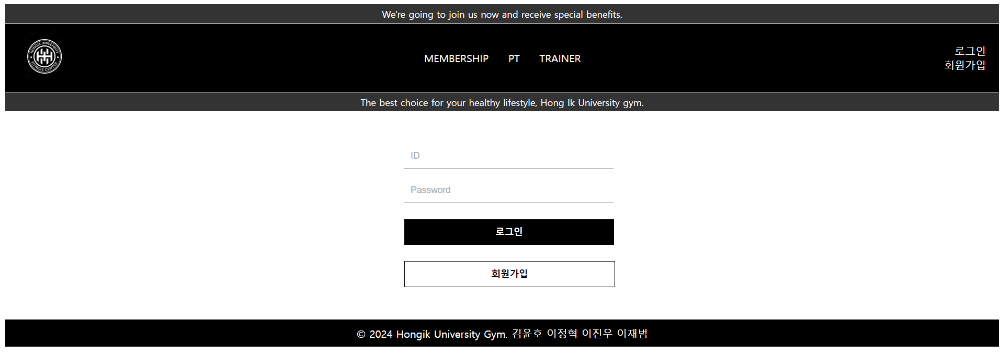 We're going to join us now and receive special benefits.
HONGIK UNIVERSITY
FITNESS CENTER
MEMBERSHIP PT TRAINER
로그인
회원가입
The best choice for your healthy lifestyle, Hong Ik University gym.
ID
Password
로그인
회원가입
© 2024 Hongik University Gym. 김윤호 이정혁 이진우 이재범